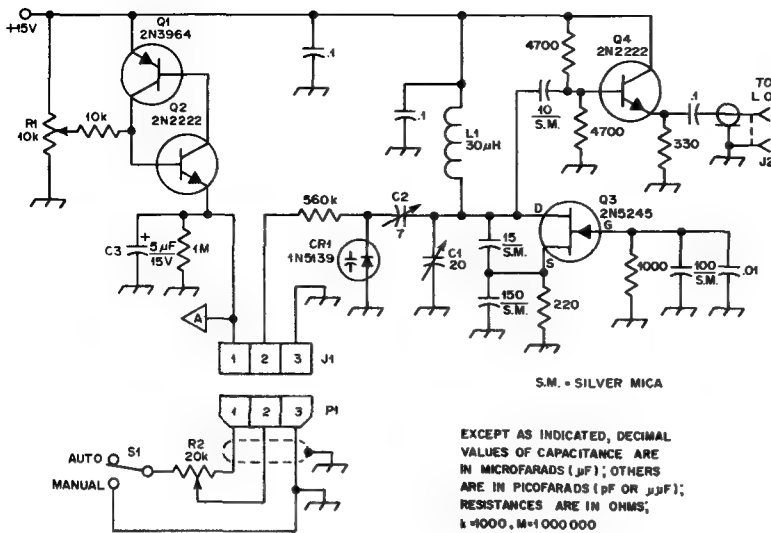 +15V
Q1
2N3964
Q2
2N2222
R1
10k
10k
C3
+
5µF
15V
1M
A
.1
.1
L1
30µH
4700
10
S.M.
4700
Q4
2N2222
.1
330
TO
L O
J2
560k
C2
7
CR1
1N5139
C1
20
15
S.M.
150
S.M.
220
D
S
G
Q3
2N5245
1000
100
S.M.
.01
1 2 3
J1
1 2 3
P1
AUTO
S1
MANUAL
R2
20k
S.M. = SILVER MICA
EXCEPT AS INDICATED, DECIMAL
VALUES OF CAPACITANCE ARE
IN MICROFARADS (µF); OTHERS
ARE IN PICOFARADS (pF OR µµF);
RESISTANCES ARE IN OHMS;
k=1000, M=1000000